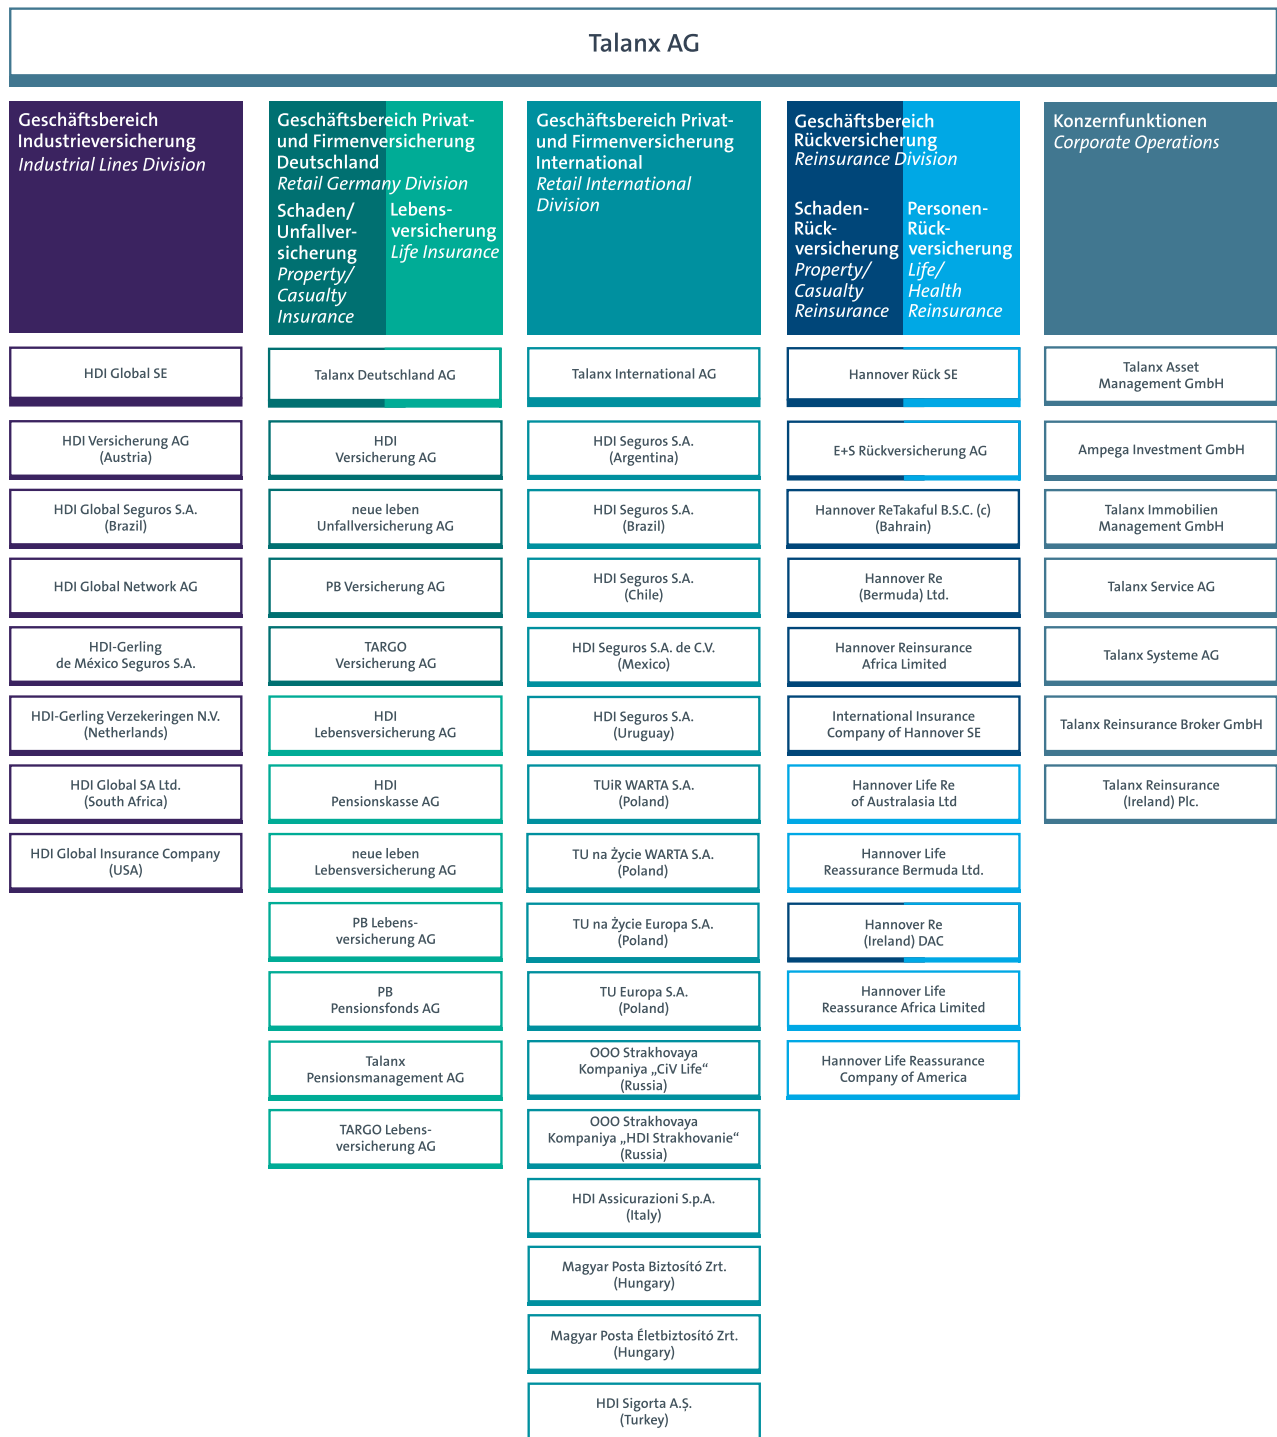 Talanx AG
Geschäftsbereich
Industrieversicherung
Industrial Lines Division
HDI Global SE
HDI Versicherung AG
(Austria)
HDI Global Seguros S.A.
(Brazil)
HDI Global Network AG
HDI-Gerling
de México Seguros S.A.
HDI-Gerling Verzekeringen N.V.
(Netherlands)
HDI Global SA Ltd.
(South Africa)
HDI Global Insurance Company
(USA)
Geschäftsbereich Privat-
und Firmenversicherung
Deutschland
Retail Germany Division
Schaden/
Unfallver-
sicherung
Property/
Casualty
Insurance
Lebens-
versicherung
Life Insurance
Talanx Deutschland AG
HDI
Versicherung AG
neue leben
Unfallversicherung AG
PB Versicherung AG
TARGO
Versicherung AG
HDI
Lebensversicherung AG
HDI
Pensionskasse AG
neue leben
Lebensversicherung AG
PB Lebens-
versicherung AG
PB
Pensionsfonds AG
Talanx
Pensionsmanagement AG
TARGO Lebens-
versicherung AG
Geschäftsbereich Privat-
und Firmenversicherung
International
Retail International
Division
Talanx International AG
HDI Seguros S.A.
(Argentina)
HDI Seguros S.A.
(Brazil)
HDI Seguros S.A.
(Chile)
HDI Seguros S.A. de C.V.
(Mexico)
HDI Seguros S.A.
(Uruguay)
TUiR WARTA S.A.
(Poland)
TU na Życie WARTA S.A.
(Poland)
TU na Życie Europa S.A.
(Poland)
TU Europa S.A.
(Poland)
OOO Strakhovaya
Kompaniya „CiV Life“
(Russia)
OOO Strakhovaya
Kompaniya „HDI Strakhovanie“
(Russia)
HDI Assicurazioni S.p.A.
(Italy)
Magyar Posta Biztosító Zrt.
(Hungary)
Magyar Posta Életbiztosító Zrt.
(Hungary)
HDI Sigorta A.Ş.
(Turkey)
Geschäftsbereich
Rückversicherung
Reinsurance Division
Schaden-
Rück-
versicherung
Property/
Casualty
Reinsurance
Personen-
Rück-
versicherung
Life/
Health
Reinsurance
Hannover Rück SE
E+S Rückversicherung AG
Hannover ReTakaful B.S.C. (c)
(Bahrain)
Hannover Re
(Bermuda) Ltd.
Hannover Reinsurance
Africa Limited
International Insurance
Company of Hannover SE
Hannover Life Re
of Australasia Ltd
Hannover Life
Reassurance Bermuda Ltd.
Hannover Re
(Ireland) DAC
Hannover Life
Reassurance Africa Limited
Hannover Life Reassurance
Company of America
Konzernfunktionen
Corporate Operations
Talanx Asset
Management GmbH
Ampega Investment GmbH
Talanx Immobilien
Management GmbH
Talanx Service AG
Talanx Systeme AG
Talanx Reinsurance Broker GmbH
Talanx Reinsurance
(Ireland) Plc.